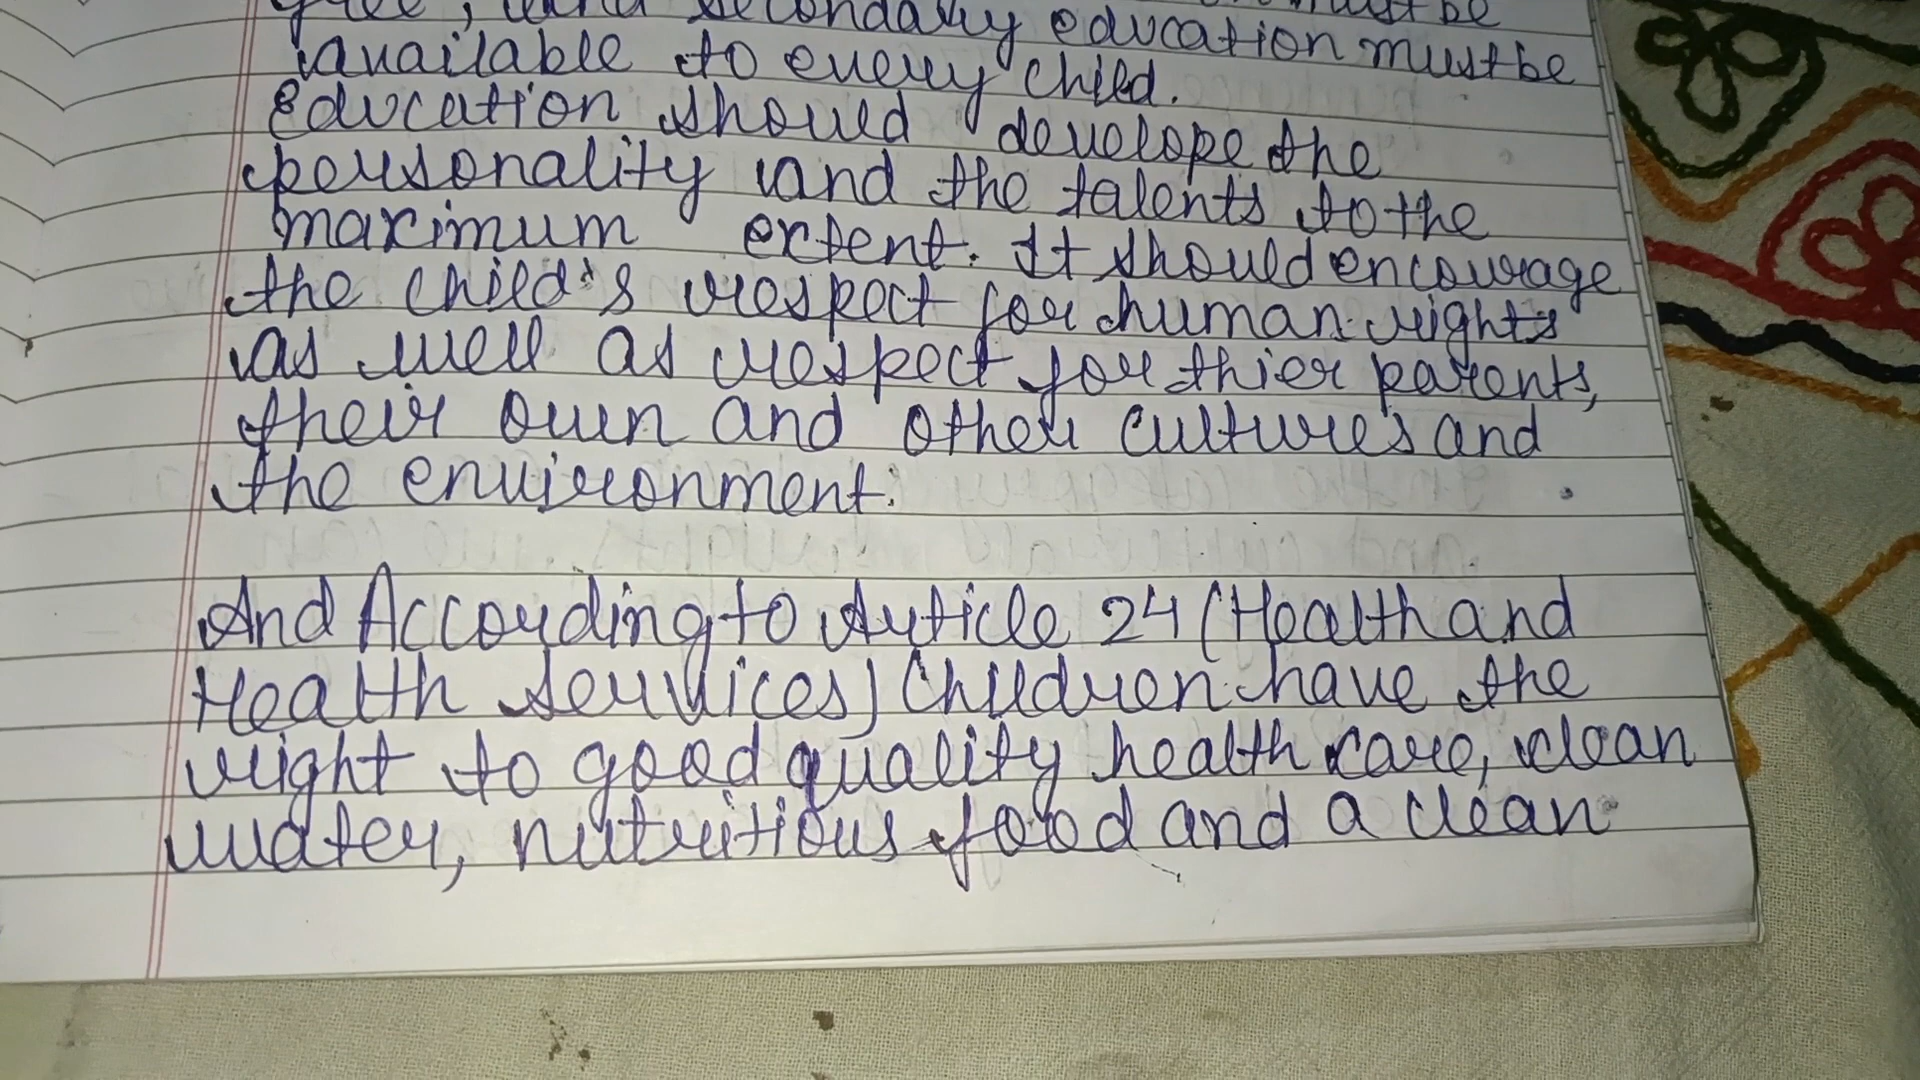 free, and secondary education must be
available to every child.
Education should develope the
personality and the talents to the
maximum extent. It should encourage
the child's respect for human rights
as well as respect for thier parents,
their own and other cultures and
the environment.
And According to Article 24 (Health and
Health Services) Children have the
right to good quality health care, clean
water, nutritious food and a clean